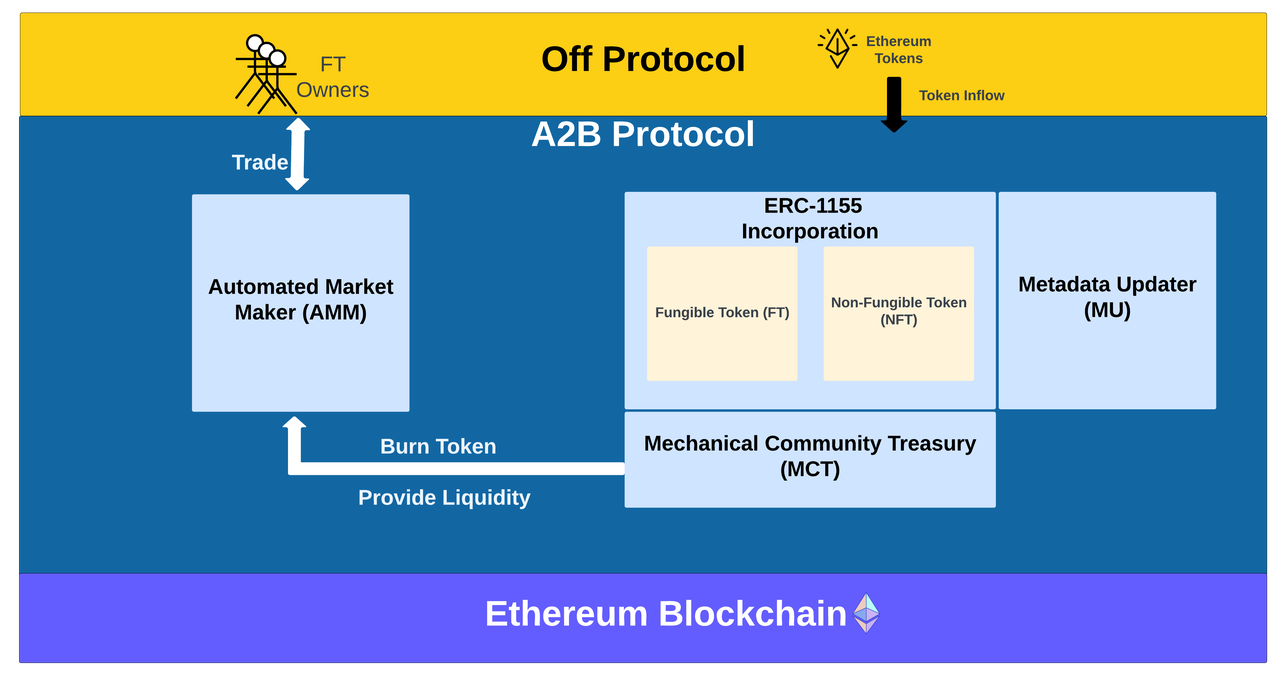 Off Protocol
FT
Owners
Ethereum
Tokens
Token Inflow
A2B Protocol
Trade
Automated Market
Maker (AMM)
ERC-1155
Incorporation
Fungible Token (FT)
Non-Fungible Token
(NFT)
Metadata Updater
(MU)
Burn Token
Provide Liquidity
Mechanical Community Treasury
(MCT)
Ethereum Blockchain